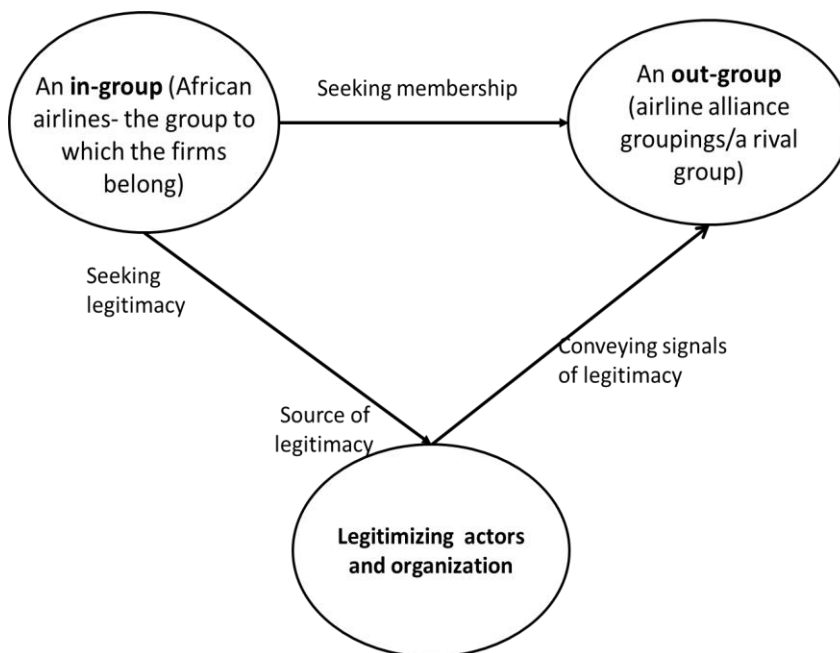 An in-group (African
airlines- the group to
which the firms
belong)
Seeking membership
An out-group
(airline alliance
groupings/a rival
group)
Seeking
legitimacy
Conveying signals
of legitimacy
Source of
legitimacy
Legitimizing actors
and organization